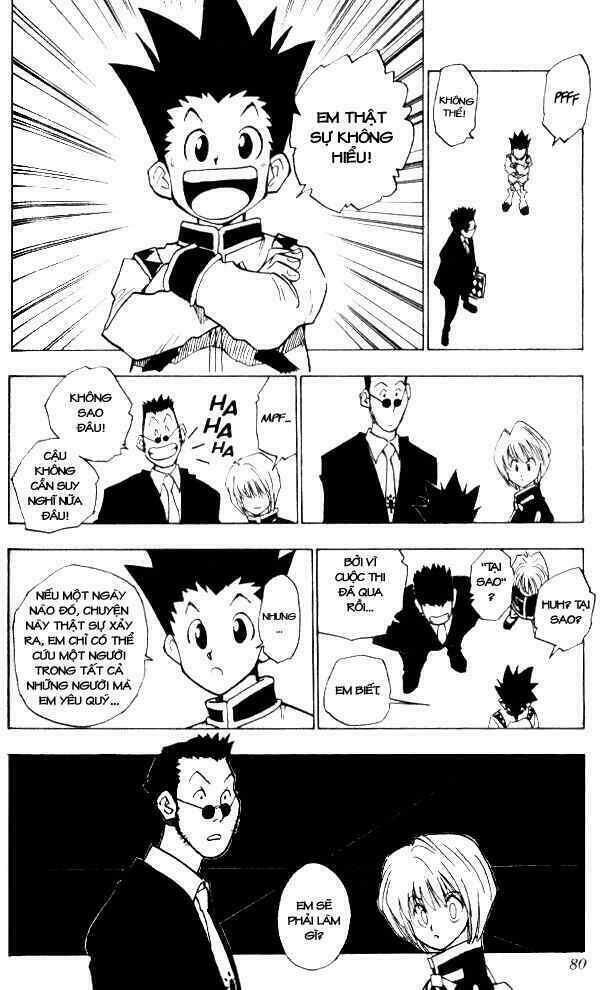 PFFF
KHÔNG
THỂ!
EM THẬT
SỰ KHÔNG
HIỂU!
MPF...
HA
HA
HA
KHÔNG
SAO
ĐÂU!
CẬU
KHÔNG
CẦN SUY
NGHĨ NỮA
ĐÂU!
HUH? TẠI
SAO?
"TẠI
SAO"
?
BỞI VÌ
CUỘC THI
ĐÃ QUA
RỒI...
EM BIẾT.
NHƯNG
...
NẾU MỘT NGÀY
NÀO ĐÓ, CHUYỆN
NÀY THẬT SỰ XẢY
RA, EM CHỈ CÓ THỂ
CỨU MỘT NGƯỜI
TRONG TẤT CẢ
NHỮNG NGƯỜI MÀ
EM YÊU QUÝ...
EM SẼ
PHẢI LÀM
GÌ?
80